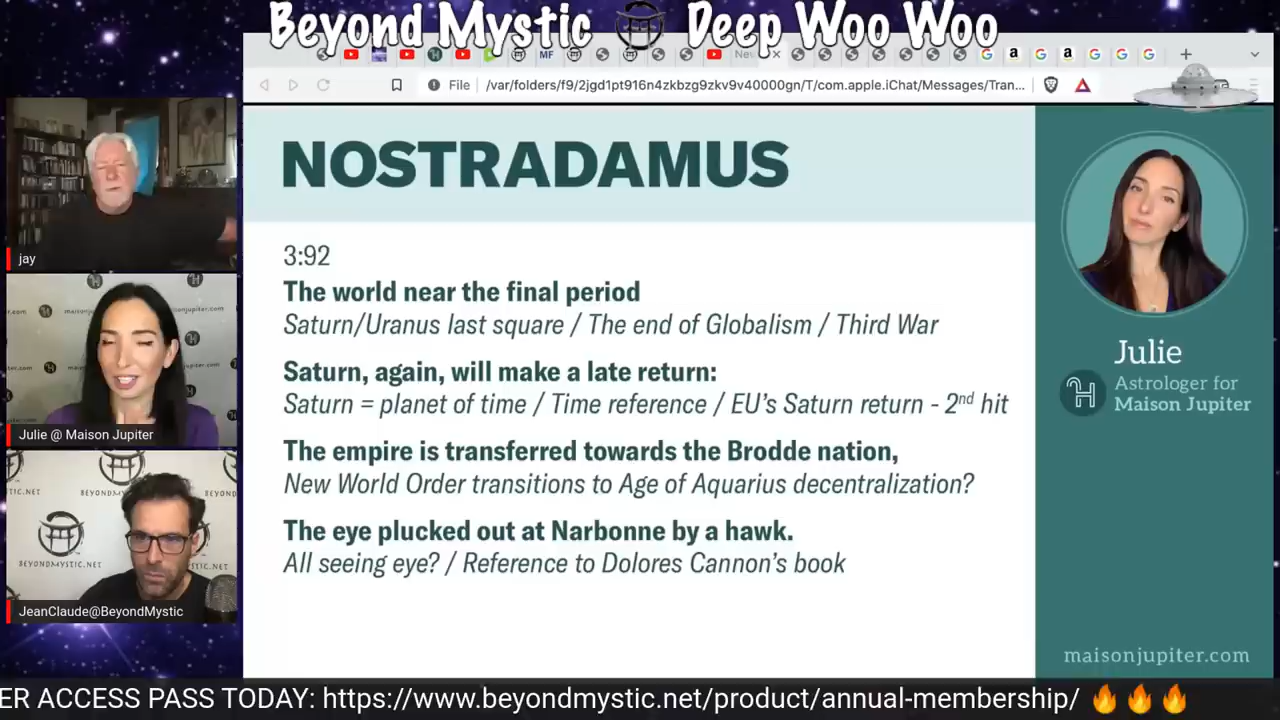 Beyond Mystic Deep Woo Woo
File /var/folders/f9/2jgd1pt916n4zkbzg9zkv9v40000gn/T/com.apple.iChat/Messages/Tran...
NOSTRADAMUS
3:92
The world near the final period
Saturn/Uranus last square / The end of Globalism / Third War
Saturn, again, will make a late return:
Saturn = planet of time / Time reference / EU's Saturn return - 2nd hit
The empire is transferred towards the Brodde nation,
New World Order transitions to Age of Aquarius decentralization?
The eye plucked out at Narbonne by a hawk.
All seeing eye? / Reference to Dolores Cannon's book
Julie
Astrologer for
Maison Jupiter
maisonjupiter.com
jay
Julie @ Maison Jupiter
BEYONDMYSTIC.NET
JeanClaude@BeyondMystic
ER ACCESS PASS TODAY: https://www.beyondmystic.net/product/annual-membership/ 🔥🔥🔥